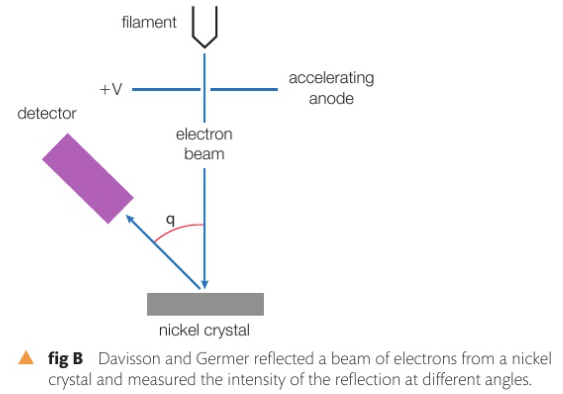 filament
+V
accelerating
anode
detector
electron
beam
q
nickel crystal
fig B Davisson and Germer reflected a beam of electrons from a nickel
crystal and measured the intensity of the reflection at different angles.